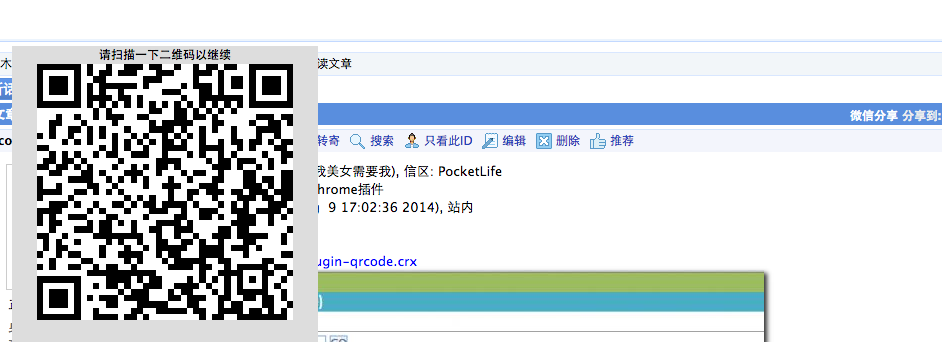 请扫描一下二维码以继续
木
读文章
微信分享 分享到:
文章
co
转寄 搜索 只看此ID 编辑 删除 推荐
我美女需要我), 信区: PocketLife
hrome插件
9 17:02:36 2014), 站内
ugin-qrcode.crx
)